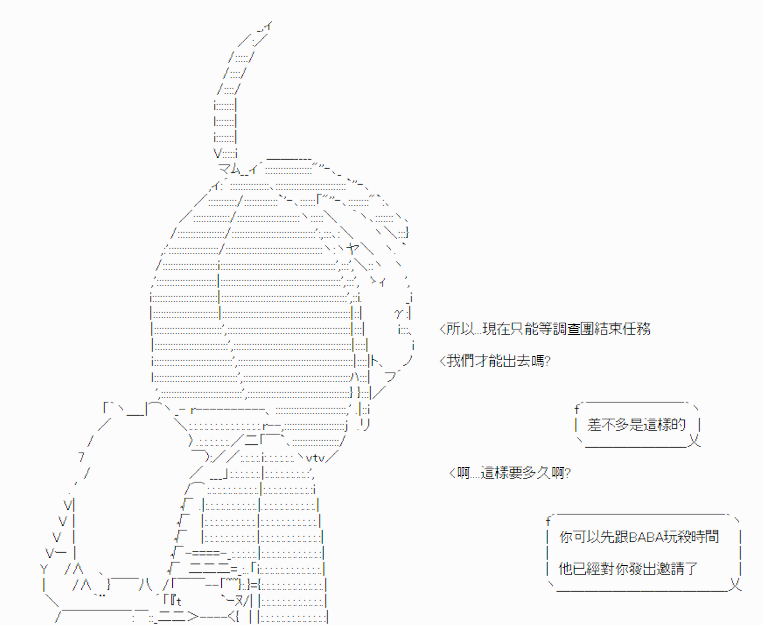 <所以...現在只能等調查團結束任務
<我們才能出去嗎?
差不多是這樣的
<啊....這樣要多久啊?
你可以先跟BABA玩殺時間
他已經對你發出邀請了